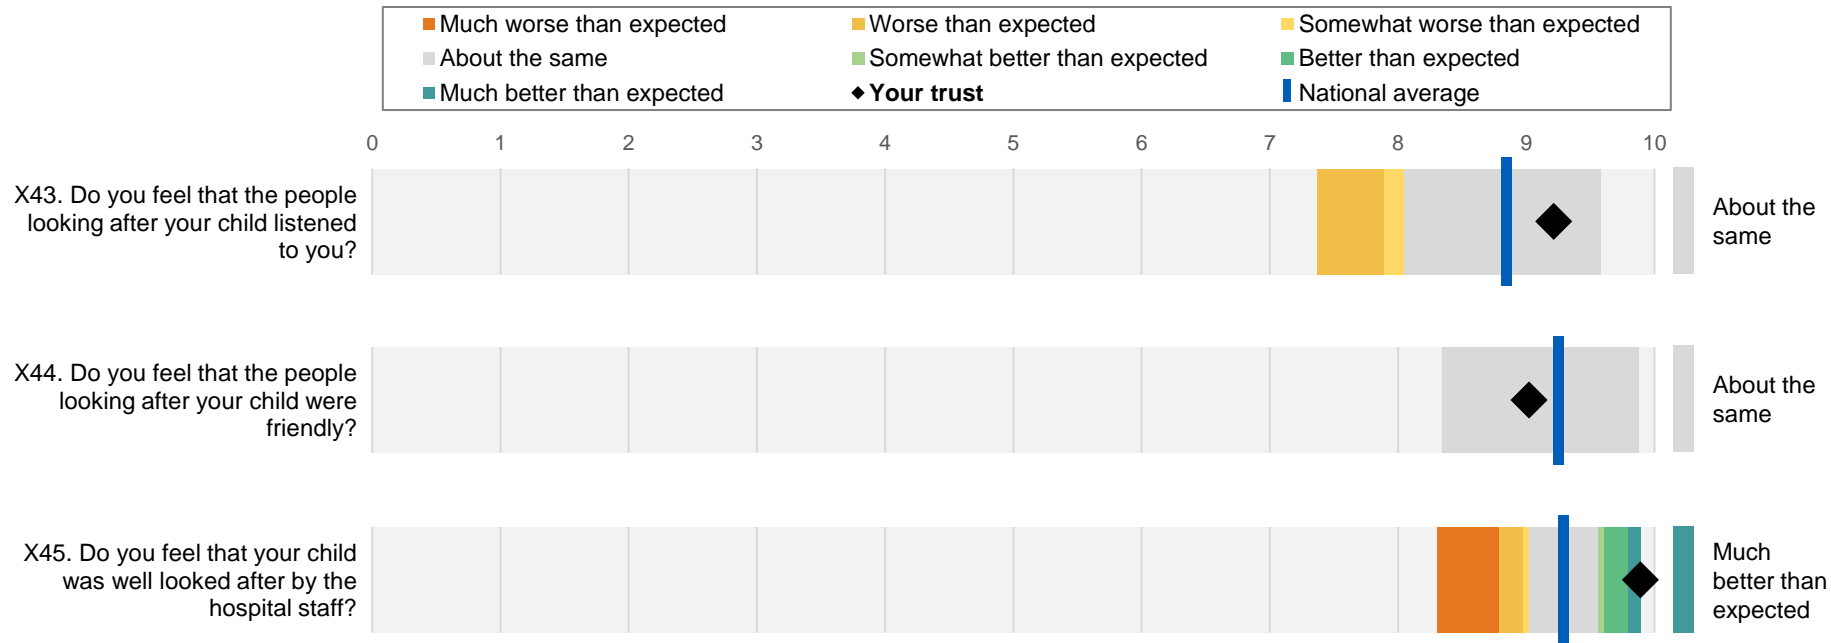 Much worse than expected
Worse than expected
Somewhat worse than expected
About the same
Somewhat better than expected
Better than expected
Much better than expected
Your trust
National average
0 1 2 3 4 5 6 7 8 9 10
X43. Do you feel that the people
looking after your child listened
to you?
About the
same
X44. Do you feel that the people
looking after your child were
friendly?
About the
same
X45. Do you feel that your child
was well looked after by the
hospital staff?
Much
better than
expected